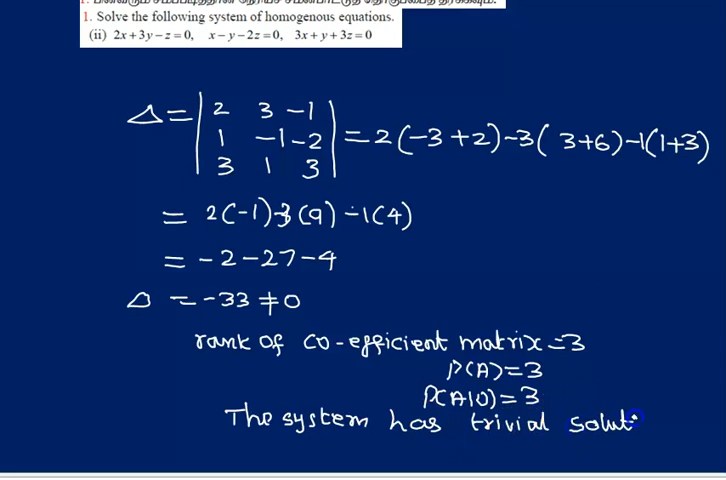 1. Solve the following system of homogenous equations.
(ii) 2x+3y−z=0, x−y−2z=0, 3x+y+3z=0
Δ = | 2 3 −1 |
| 1 −1 −2 | = 2(−3+2)−3(3+6)−1(1+3)
| 3 1 3 |
= 2(−1)−3(9)−1(4)
= −2−27−4
Δ = −33≠0
rank of co-efficient matrix = 3
ρ(A)=3
ρ(A|0)=3
The system has trivial solut